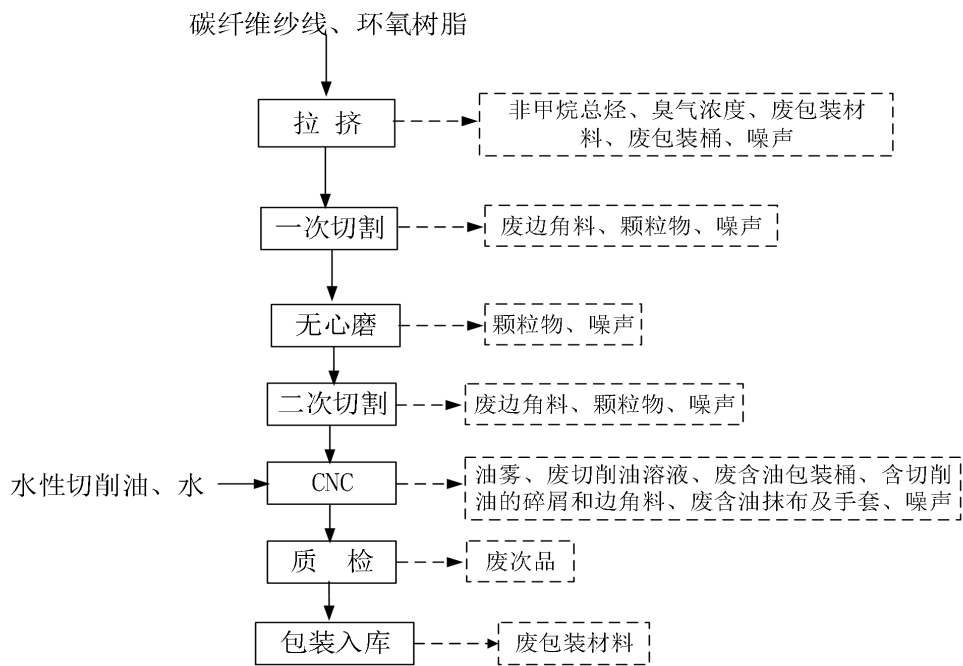 碳纤维纱线、环氧树脂
拉 挤
非甲烷总烃、臭气浓度、废包装材
料、废包装桶、噪声
一次切割
废边角料、颗粒物、噪声
无心磨
颗粒物、噪声
二次切割
废边角料、颗粒物、噪声
水性切削油、水
CNC
油雾、废切削油溶液、废含油包装桶、含切削
油的碎屑和边角料、废含油抹布及手套、噪声
质 检
废次品
包装入库
废包装材料